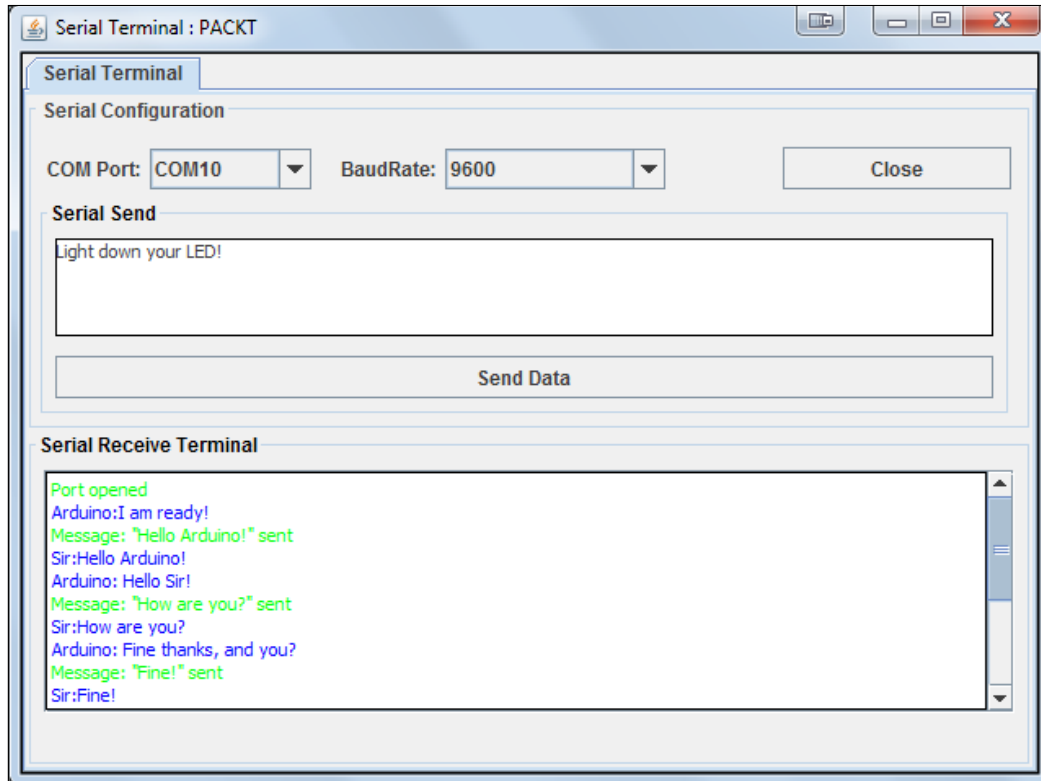 Serial Terminal : PACKT
Serial Terminal
Serial Configuration
COM Port: COM10 BaudRate: 9600 Close
Serial Send
Light down your LED!
Send Data
Serial Receive Terminal
Port opened
Arduino:I am ready!
Message: "Hello Arduino!" sent
Sir:Hello Arduino!
Arduino: Hello Sir!
Message: "How are you?" sent
Sir:How are you?
Arduino: Fine thanks, and you?
Message: "Fine!" sent
Sir:Fine!